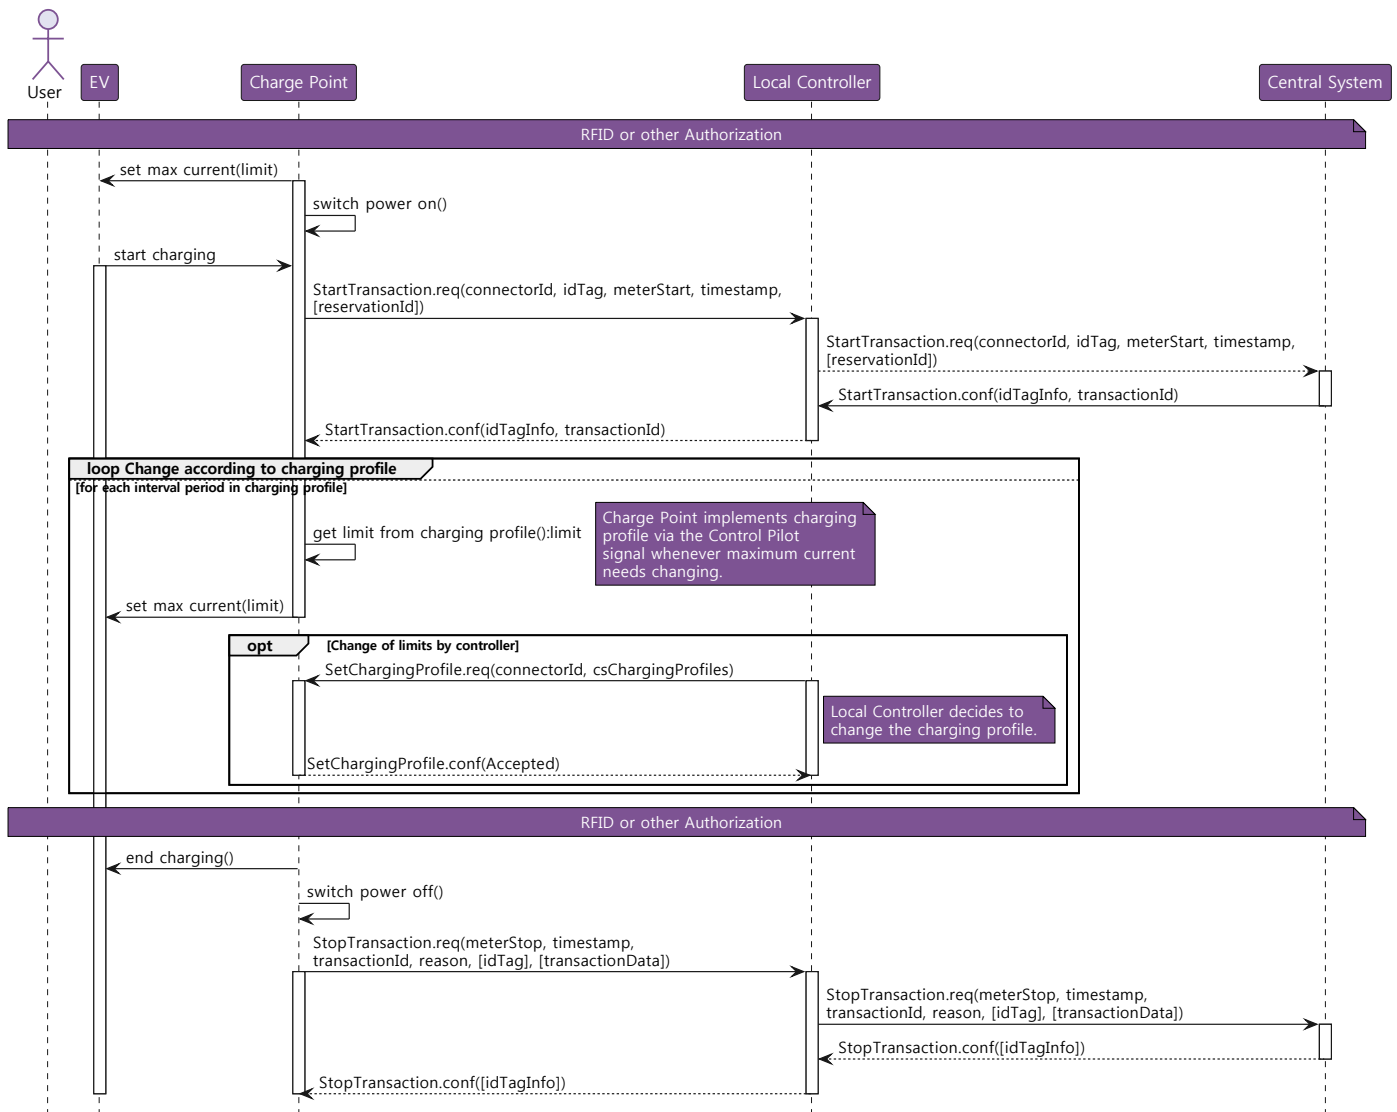 User
EV
Charge Point
Local Controller
Central System
RFID or other Authorization
set max current(limit)
switch power on()
start charging
StartTransaction.req(connectorId, idTag, meterStart, timestamp,
[reservationId])
StartTransaction.req(connectorId, idTag, meterStart, timestamp,
[reservationId])
StartTransaction.conf(idTagInfo, transactionId)
StartTransaction.conf(idTagInfo, transactionId)
loop Change according to charging profile
[for each interval period in charging profile]
get limit from charging profile():limit
Charge Point implements charging
profile via the Control Pilot
signal whenever maximum current
needs changing.
set max current(limit)
opt
[Change of limits by controller]
SetChargingProfile.req(connectorId, csChargingProfiles)
Local Controller decides to
change the charging profile.
SetChargingProfile.conf(Accepted)
RFID or other Authorization
end charging()
switch power off()
StopTransaction.req(meterStop, timestamp,
transactionId, reason, [idTag], [transactionData])
StopTransaction.req(meterStop, timestamp,
transactionId, reason, [idTag], [transactionData])
StopTransaction.conf([idTagInfo])
StopTransaction.conf([idTagInfo])